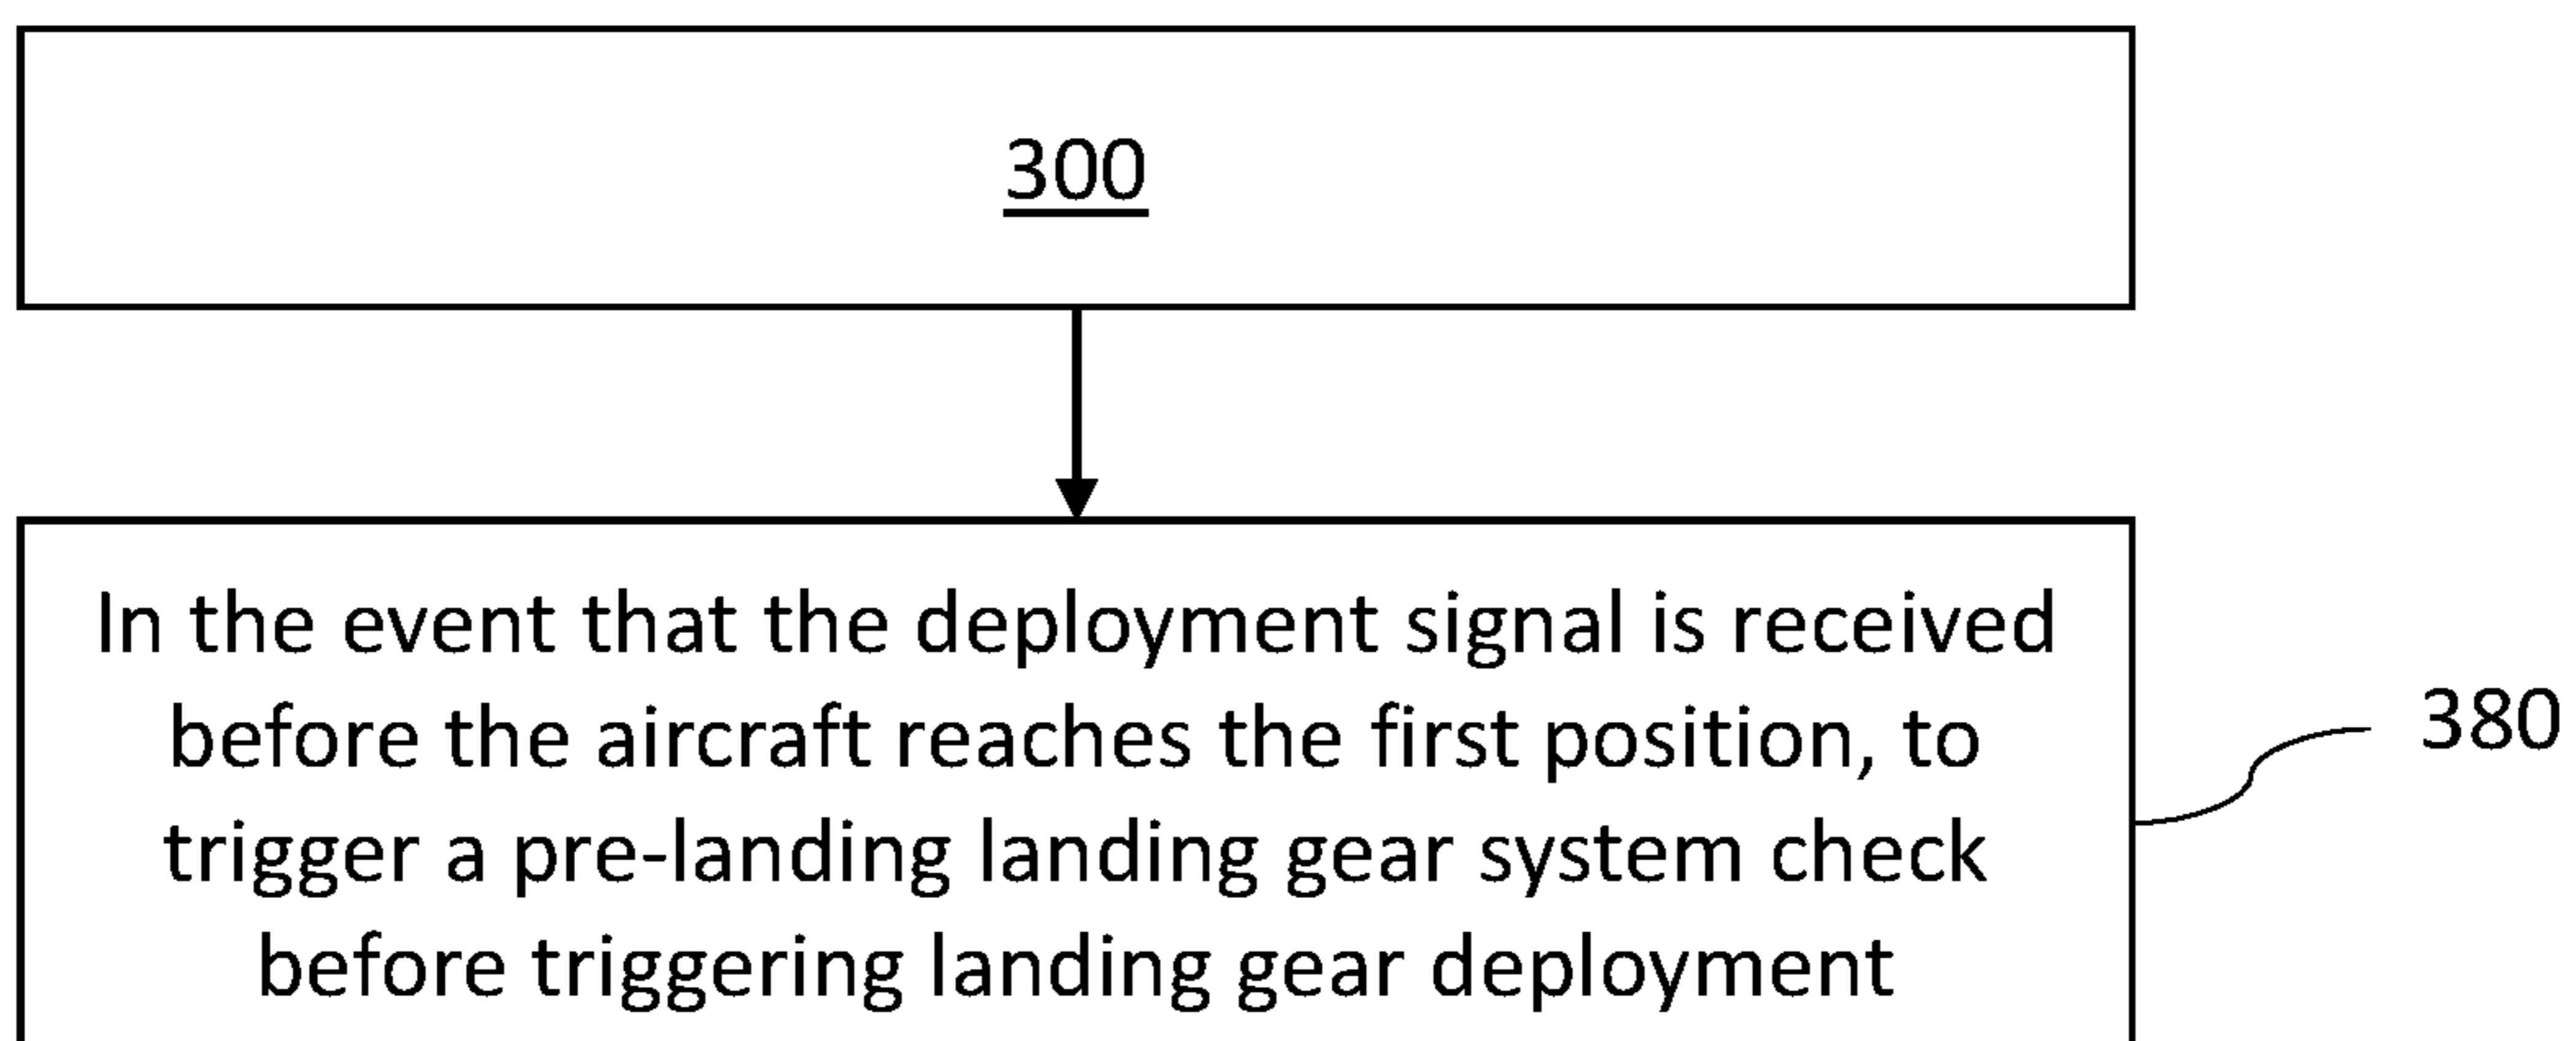 300
In the event that the deployment signal is received
before the aircraft reaches the first position, to
trigger a pre-landing landing gear system check
before triggering landing gear deployment
380